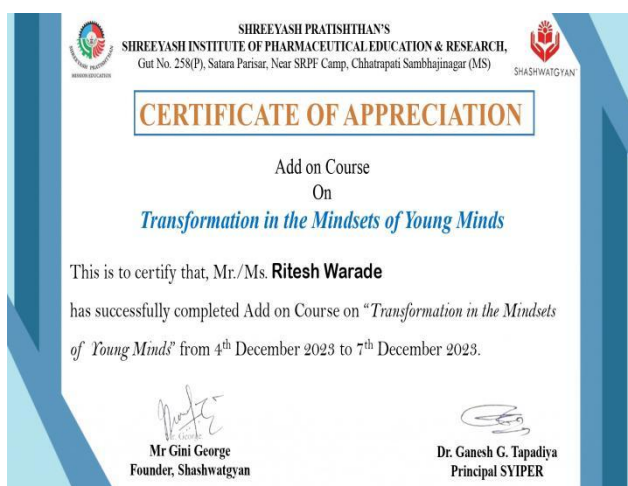 SHREEYASH PRATISHTHAN'S
SHREEYASH INSTITUTE OF PHARMACEUTICAL EDUCATION & RESEARCH,
Gut No. 258(P), Satara Parisar, Near SRPF Camp, Chhatrapati Sambhajinagar (MS)
MISSION EDUCATION
SHASHWATGYAN
CERTIFICATE OF APPRECIATION
Add on Course
On
Transformation in the Mindsets of Young Minds
This is to certify that, Mr./Ms. Ritesh Warade
has successfully completed Add on Course on “Transformation in the Mindsets
of Young Minds” from 4th December 2023 to 7th December 2023.
Mr Gini George
Founder, Shashwatgyan
Dr. Ganesh G. Tapadiya
Principal SYIPER